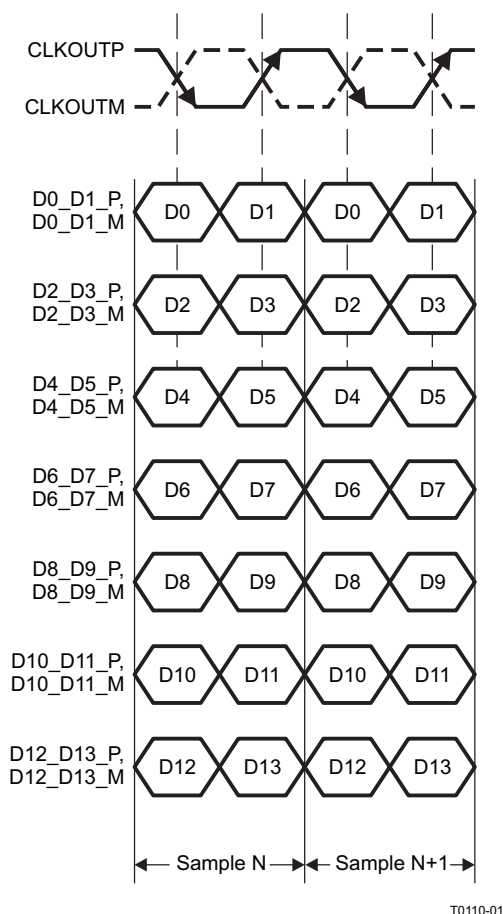 CLKOUTP
CLKOUTM
D0_D1_P,
D0_D1_M
D0 D1 D0 D1
D2_D3_P,
D2_D3_M
D2 D3 D2 D3
D4_D5_P,
D4_D5_M
D4 D5 D4 D5
D6_D7_P,
D6_D7_M
D6 D7 D6 D7
D8_D9_P,
D8_D9_M
D8 D9 D8 D9
D10_D11_P,
D10_D11_M
D10 D11 D10 D11
D12_D13_P,
D12_D13_M
D12 D13 D12 D13
Sample N Sample N+1
T0110-01